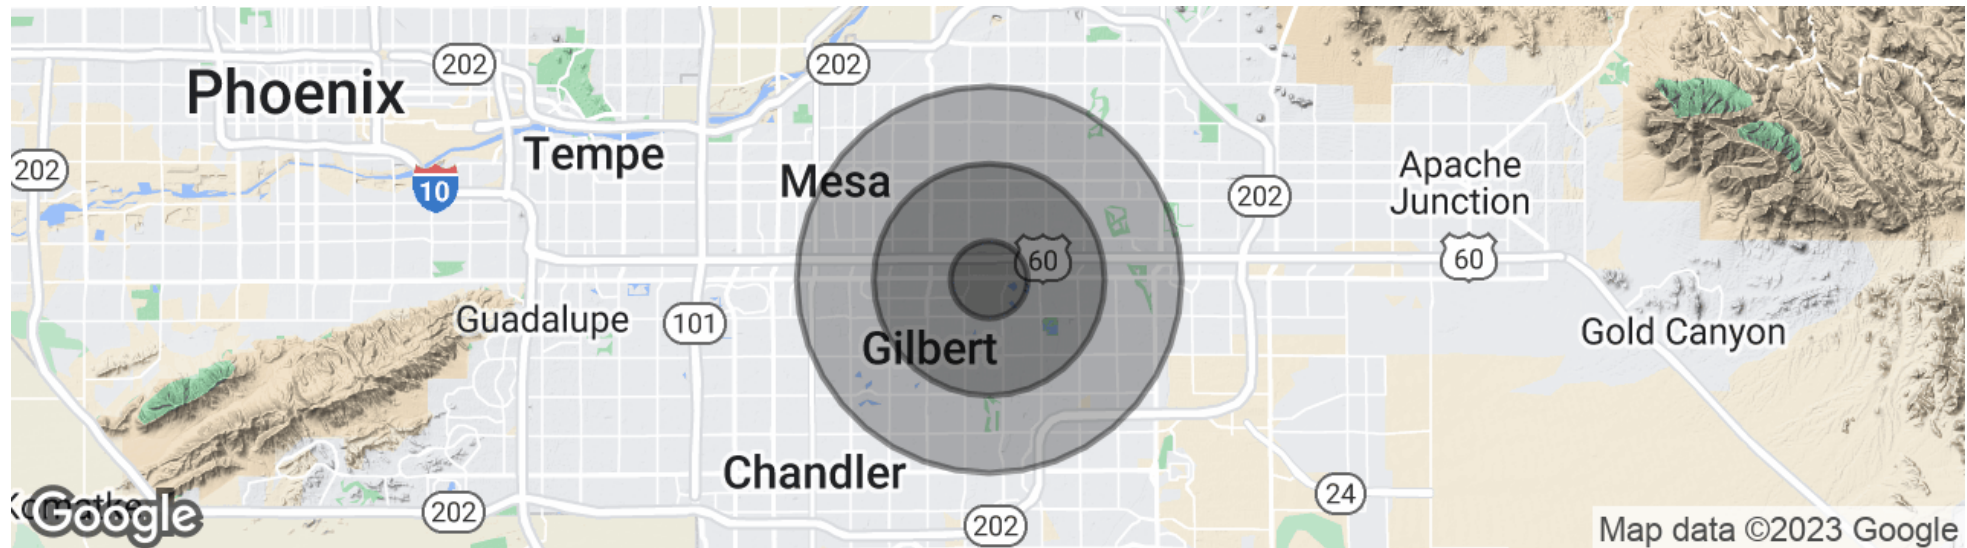 202
202
Phoenix
Tempe
202
10
Mesa
Apache
Junction
202
60
60
Guadalupe
101
Gilbert
Gold Canyon
Chandler
24
Komatke
Google
202
202
Map data ©2023 Google